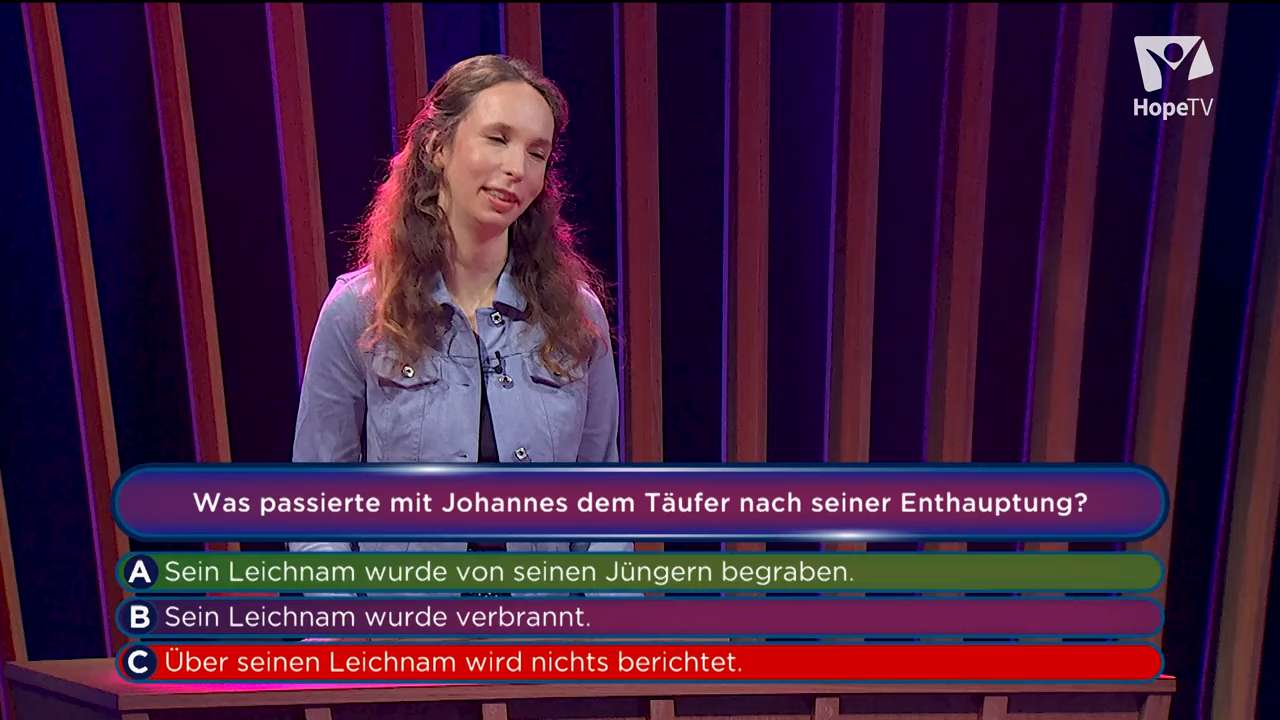 HopeTV
Was passierte mit Johannes dem Täufer nach seiner Enthauptung?
A Sein Leichnam wurde von seinen Jüngern begraben.
B Sein Leichnam wurde verbrannt.
C Über seinen Leichnam wird nichts berichtet.